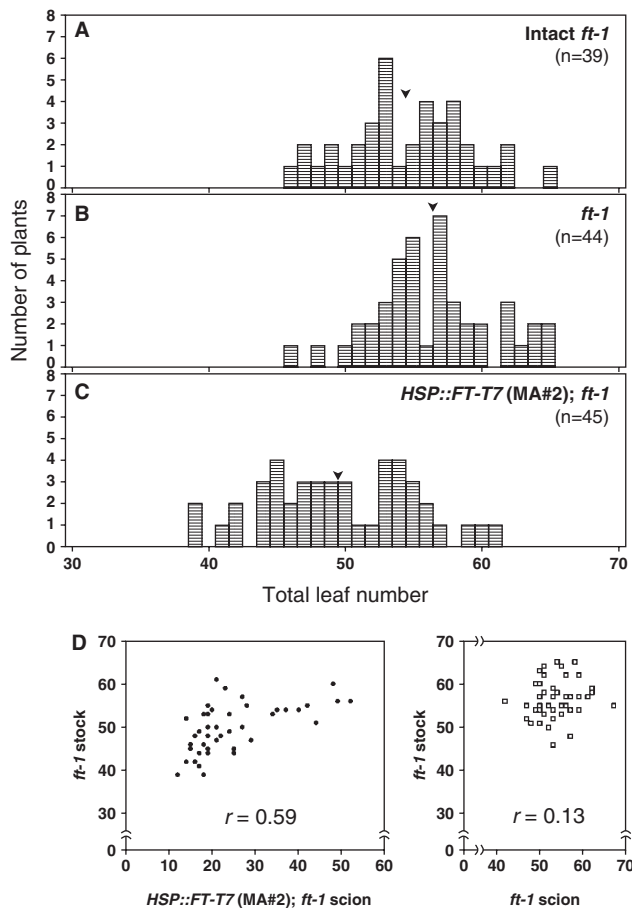 A
Intact ft-1
(n=39)
8
7
6
5
4
3
2
1
0
B
ft-1
(n=44)
7
6
5
4
3
2
1
0
C
HSP::FT-T7 (MA#2); ft-1
(n=45)
8
7
6
5
4
3
2
1
0
Number of plants
30 40 50 60 70
Total leaf number
D
70
60
50
40
30
0
ft-1 stock
r = 0.59
0 10 20 30 40 50 60
HSP::FT-T7 (MA#2); ft-1 scion
70
60
50
40
30
0
ft-1 stock
r = 0.13
0 40 50 60 70
ft-1 scion